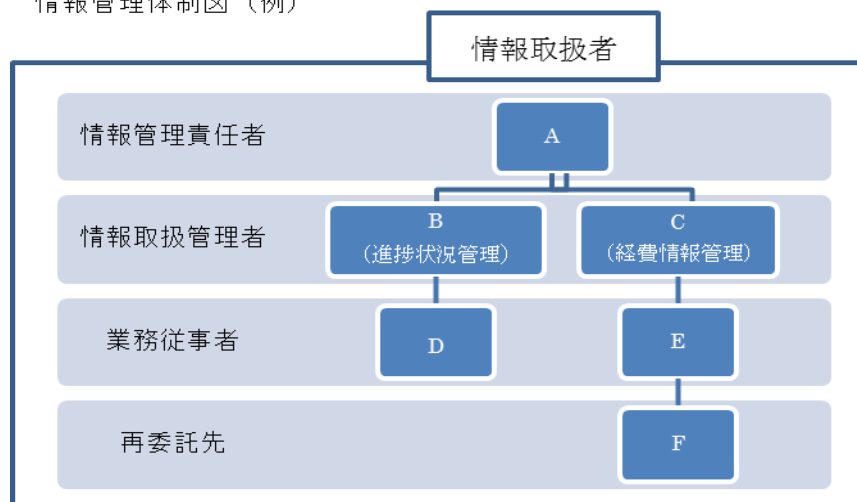 情報管理体制図（例）
情報取扱者
情報管理責任者
A
情報取扱管理者
B
（進捗状況管理）
C
（経費情報管理）
業務従事者
D
E
再委託先
F